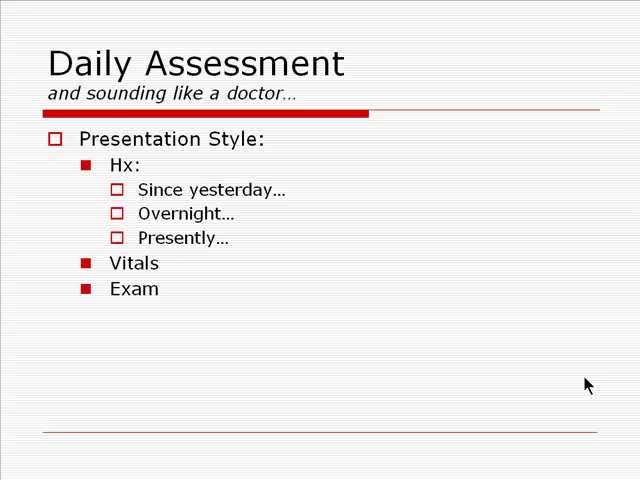 Daily Assessment
and sounding like a doctor…
Presentation Style:
Hx:
Since yesterday…
Overnight…
Presently…
Vitals
Exam